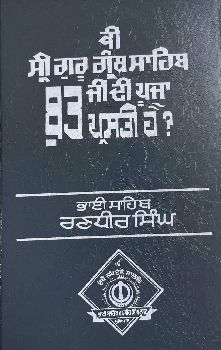 ਕੀ
ਸ੍ਰੀ ਗੁਰੂ ਗ੍ਰੰਥ ਸਾਹਿਬ
ਜੀ ਦੀ ਪੂਜਾ
ਬੁੱਤ ਪ੍ਰਸਤੀ ਹੈ ?
ਭਾਈ ਸਾਹਿਬ
ਰਣਧੀਰ ਸਿੰਘ